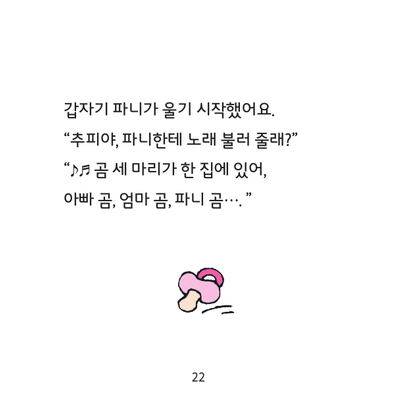 갑자기 파니가 울기 시작했어요.
“추피야, 파니한테 노래 불러 줄래?”
“♪♬ 곰 세 마리가 한 집에 있어,
아빠 곰, 엄마 곰, 파니 곰⋯. ”
22